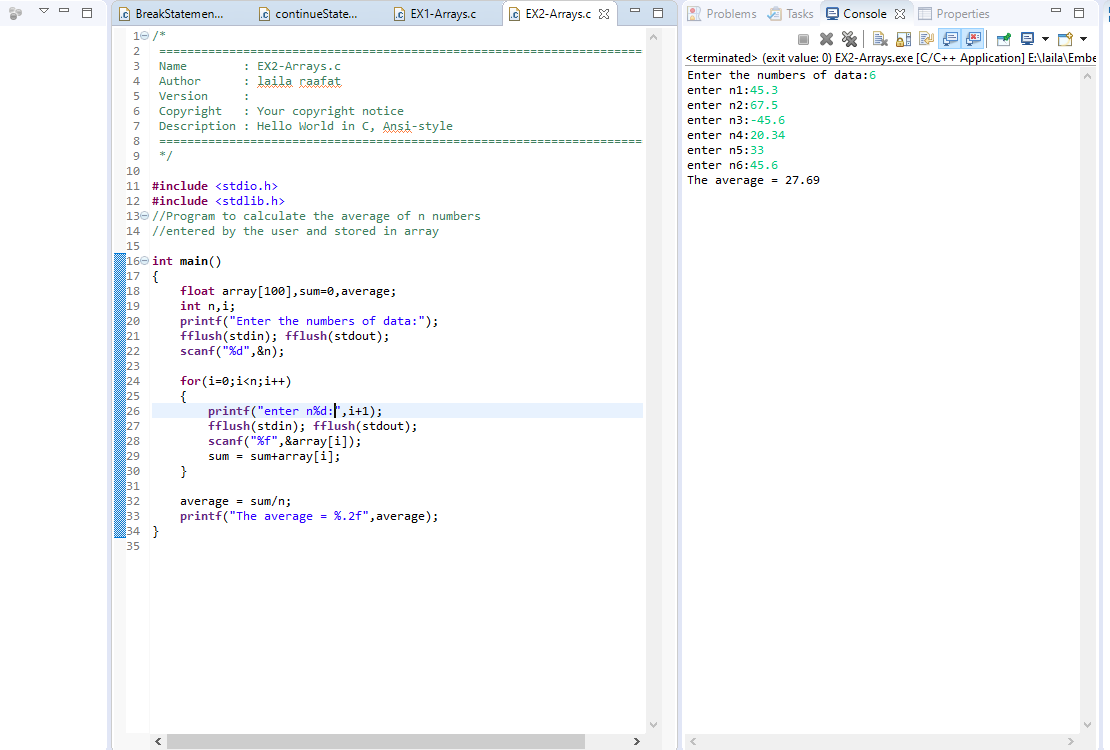 BreakStatemen... continueState... EX1-Arrays.c EX2-Arrays.c
1 /*
2 =====================================================================
3 Name : EX2-Arrays.c
4 Author : laila raafat
5 Version :
6 Copyright : Your copyright notice
7 Description : Hello World in C, Ansi-style
8 =====================================================================
9 */
10
11 #include <stdio.h>
12 #include <stdlib.h>
13 //Program to calculate the average of n numbers
14 //entered by the user and stored in array
15
16 int main()
17 {
18 float array[100],sum=0,average;
19 int n,i;
20 printf("Enter the numbers of data:");
21 fflush(stdin); fflush(stdout);
22 scanf("%d",&n);
23
24 for(i=0;i<n;i++)
25 {
26 printf("enter n%d:",i+1);
27 fflush(stdin); fflush(stdout);
28 scanf("%f",&array[i]);
29 sum = sum+array[i];
30 }
31
32 average = sum/n;
33 printf("The average = %.2f",average);
34 }
35
Problems Tasks Console Properties
<terminated> (exit value: 0) EX2-Arrays.exe [C/C++ Application] E:\laila\Embe
Enter the numbers of data:6
enter n1:45.3
enter n2:67.5
enter n3:-45.6
enter n4:20.34
enter n5:33
enter n6:45.6
The average = 27.69